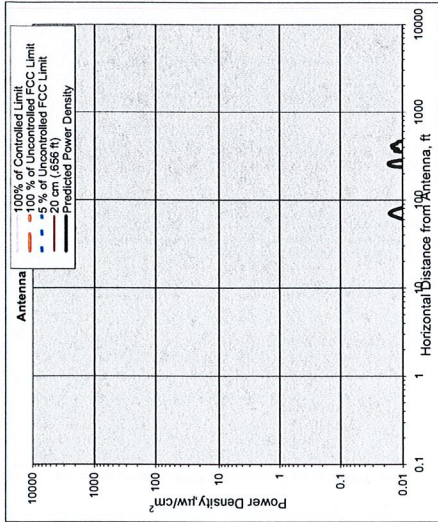 Antenna
100% of Controlled Limit
100 % of Uncontrolled FCC Limit
5 % of Uncontrolled FCC Limit
20 cm (.656 ft)
Predicted Power Density
10000
1000
100
10
1
0.1
0.01
Power Density,µw/cm²
0.1
1
10
100
1000
10000
Horizontal Distance from Antenna, ft